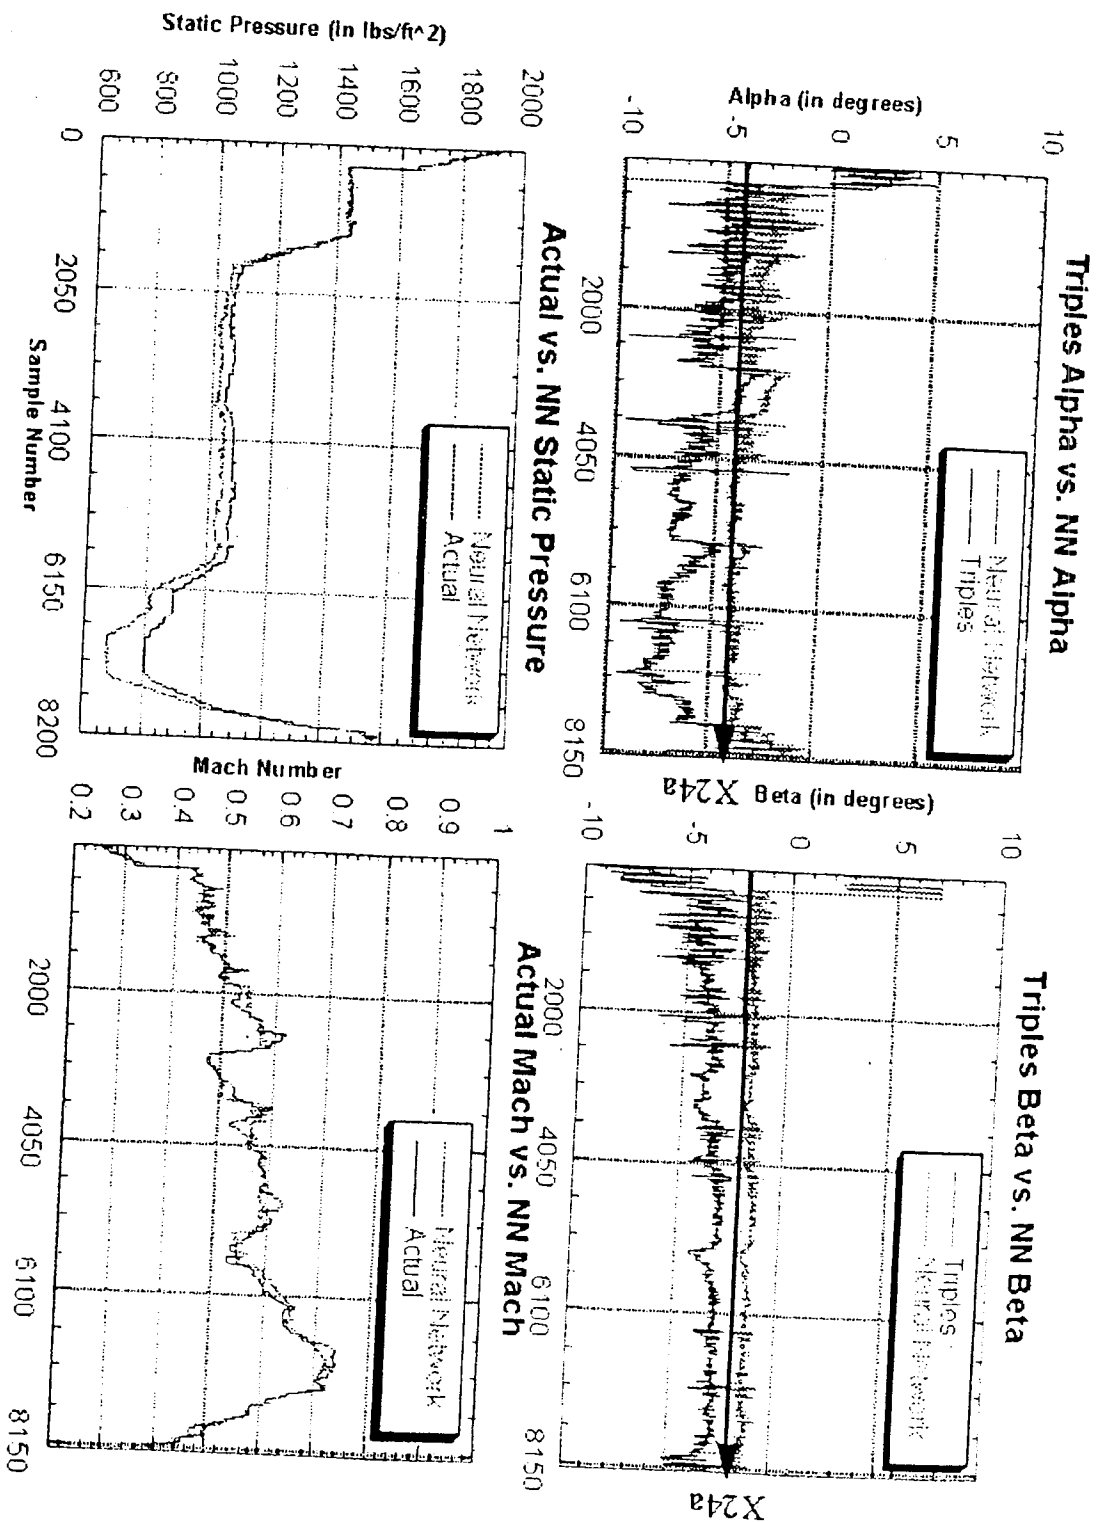 Triples Alpha vs. NN Alpha
Alpha (in degrees)
10
5
0
-5
-10
Neural Network
Triples
2000
4050
6100
8150
X24a
Triples Beta vs. NN Beta
Beta (in degrees)
10
5
0
-5
-10
Triples
Neural Network
2000
4050
6100
8150
X24a
Actual vs. NN Static Pressure
Static Pressure (in lbs/ft^2)
2000
1800
1600
1400
1200
1000
800
600
Neural Network
Actual
0
2050
4100
6150
8200
Sample Number
Actual Mach vs. NN Mach
Mach Number
1
0.9
0.8
0.7
0.6
0.5
0.4
0.3
0.2
Neural Network
Actual
2000
4050
6100
8150